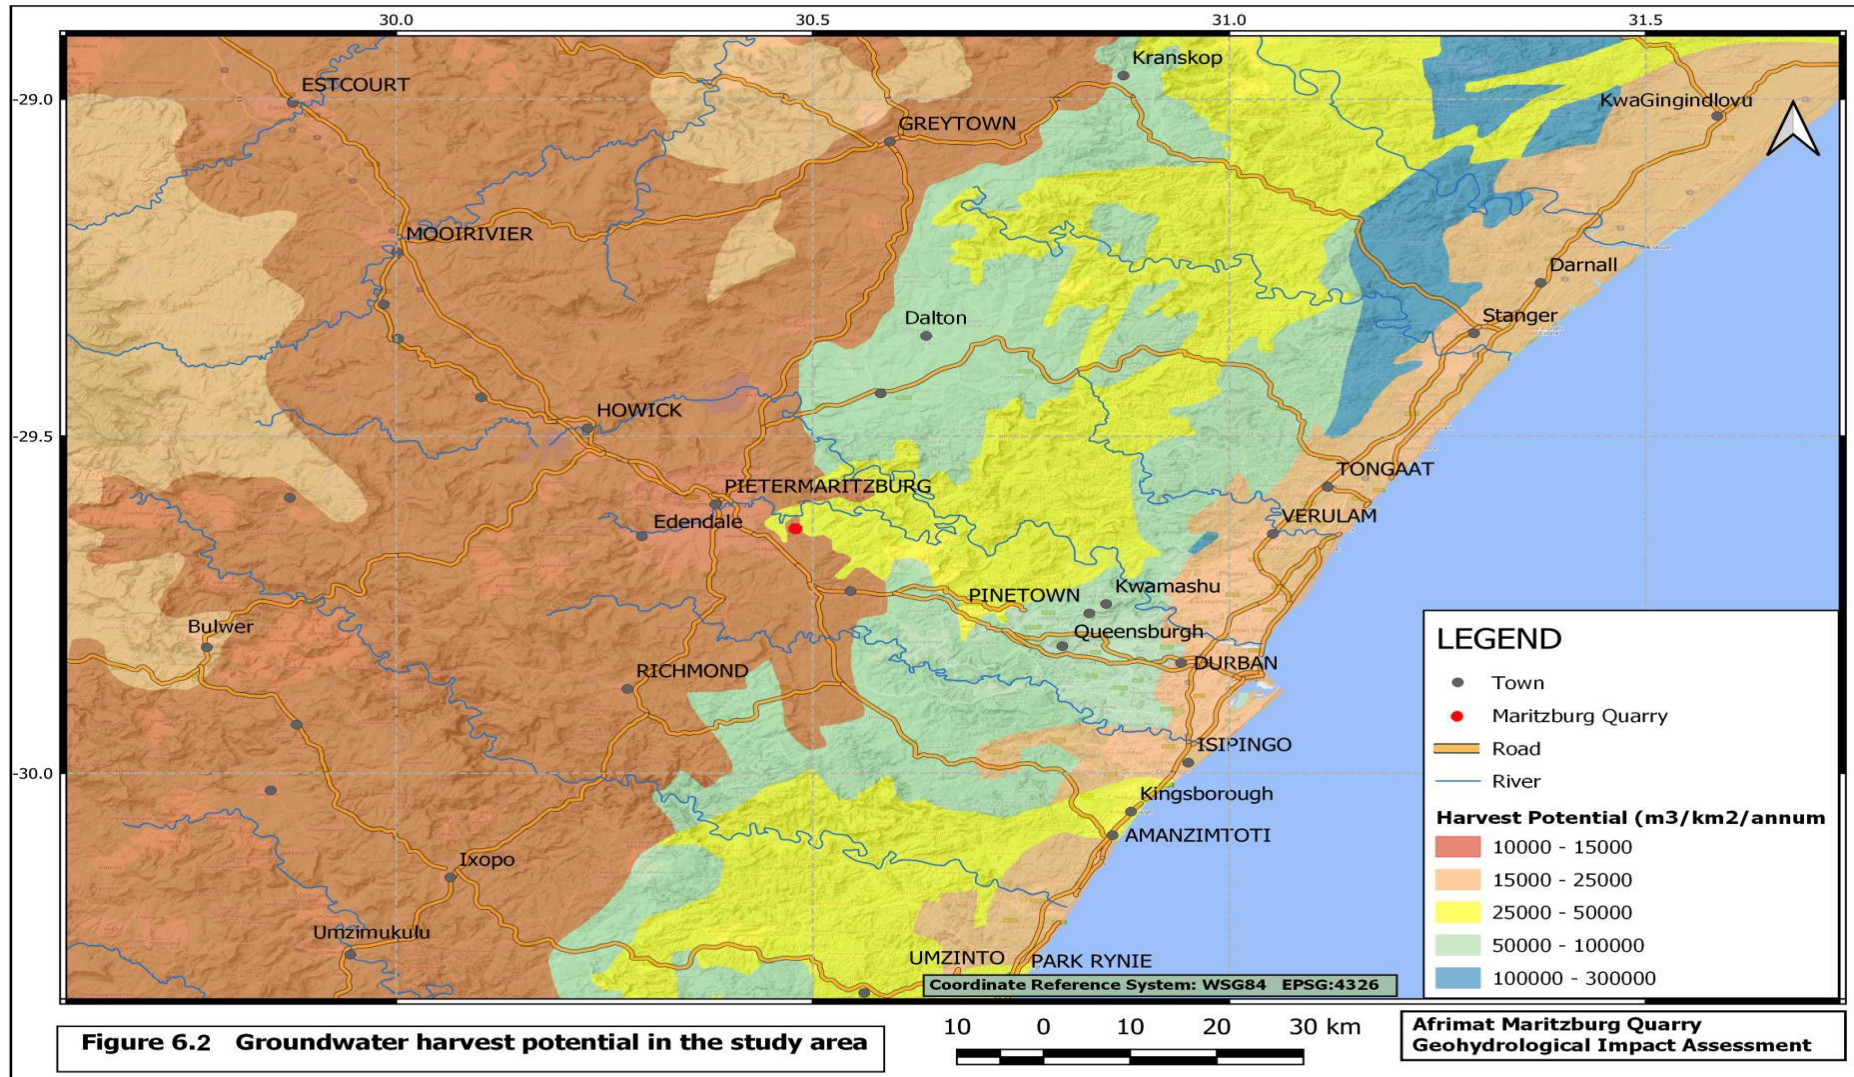 30.0
30.5
31.0
31.5
-29.0
-29.5
-30.0
Kranskop
ESTCOURT
KwaGingindlovu
GREYTOWN
MOOIRIVIER
Darnall
Dalton
Stanger
HOWICK
TONGAAT
PIETERMARITZBURG
Edendale
VERULAM
Kwamashu
PINETOWN
Bulwer
Queensburgh
DURBAN
RICHMOND
ISIPINGO
Kingsborough
AMANZIMTOTI
Ixopo
Umzimukulu
UMZINTO
PARK RYNIE
LEGEND
Town
Maritzburg Quarry
Road
River
Harvest Potential (m3/km2/annum
10000 - 15000
15000 - 25000
25000 - 50000
50000 - 100000
100000 - 300000
Coordinate Reference System: WSG84 EPSG:4326
Figure 6.2 Groundwater harvest potential in the study area
10 0 10 20 30 km
Afrimat Maritzburg Quarry
Geohydrological Impact Assessment